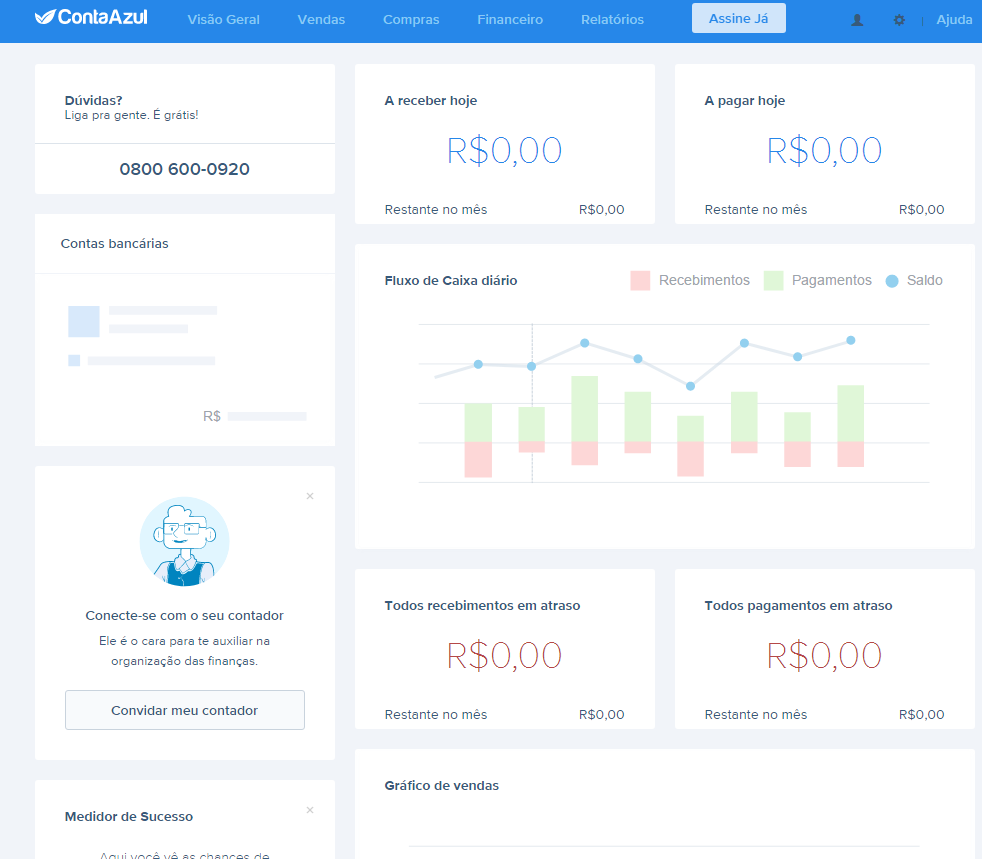 ContaAzul
Visão Geral
Vendas
Compras
Financeiro
Relatórios
Assine Já
Ajuda
Dúvidas?
Liga pra gente. É grátis!
0800 600-0920
Contas bancárias
R$
Conecte-se com o seu contador
Ele é o cara para te auxiliar na
organização das finanças.
Convidar meu contador
Medidor de Sucesso
Aqui você vê as chances de
A receber hoje
R$0,00
Restante no mês R$0,00
A pagar hoje
R$0,00
Restante no mês R$0,00
Fluxo de Caixa diário
Recebimentos
Pagamentos
Saldo
Todos recebimentos em atraso
R$0,00
Restante no mês R$0,00
Todos pagamentos em atraso
R$0,00
Restante no mês R$0,00
Gráfico de vendas